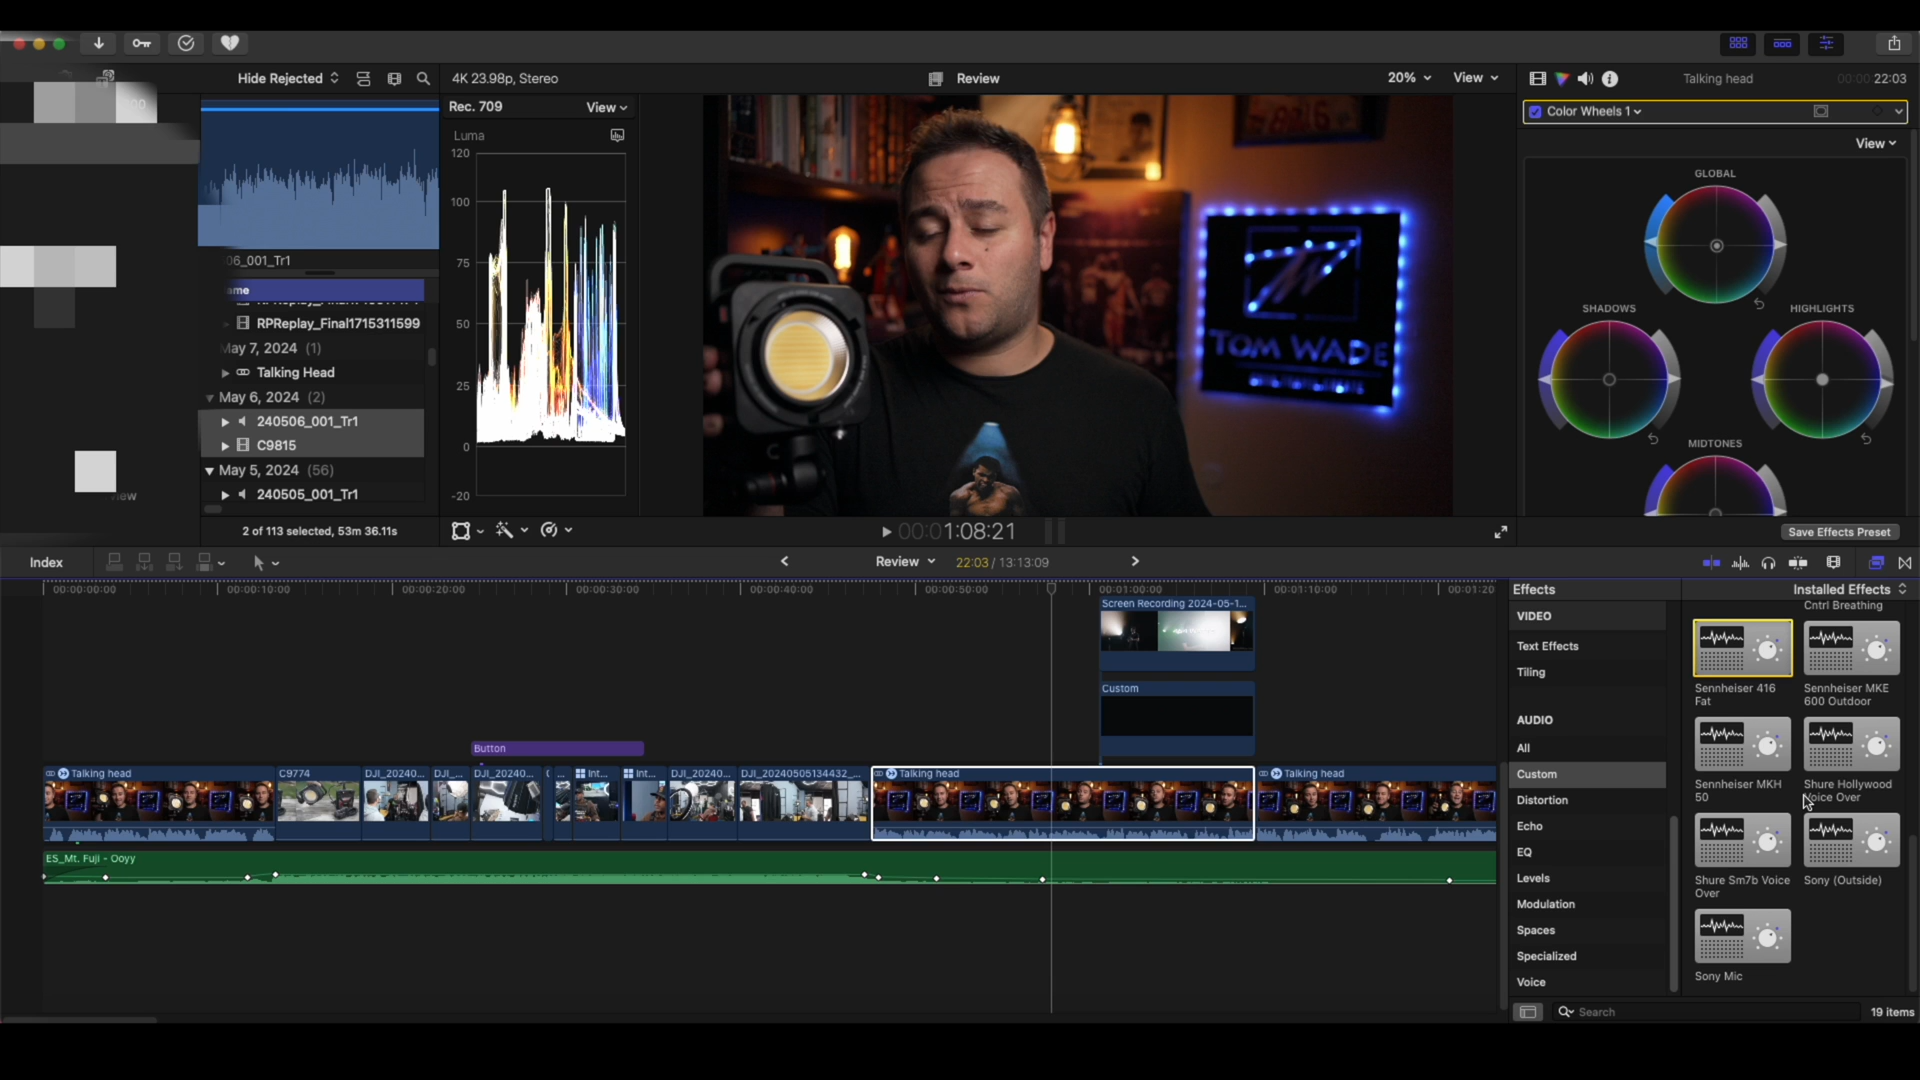 Hide Rejected
4K 23.98p, Stereo
Review
20%
View
Talking head
00:00:22:03
Rec. 709
View
Color Wheels 1
View
Luma
120
100
75
50
25
0
-20
GLOBAL
SHADOWS
HIGHLIGHTS
MIDTONES
TOM WADE
06_001_Tr1
ame
RPReplay_Final1715311599
May 7, 2024 (1)
Talking Head
May 6, 2024 (2)
240506_001_Tr1
C9815
May 5, 2024 (56)
240505_001_Tr1
iew
2 of 113 selected, 53m 36.11s
00:01:08:21
Save Effects Preset
Index
Review
22:03 / 13:13:09
00:00:00:00
00:00:10:00
00:00:20:00
00:00:30:00
00:00:40:00
00:00:50:00
00:01:00:00
00:01:10:00
00:01:20
Screen Recording 2024-05-1...
Custom
Button
Talking head
C9774
DJI_20240...
DJI_...
DJI_20240...
...
Int...
Int...
DJI_20240...
DJI_20240505134432_...
Talking head
Talking head
ES_Mt. Fuji - Ooyy
Effects
Installed Effects
VIDEO
Text Effects
Tiling
AUDIO
All
Custom
Distortion
Echo
EQ
Levels
Modulation
Spaces
Specialized
Voice
Cntrl Breathing
Sennheiser 416
Fat
Sennheiser MKE
600 Outdoor
Sennheiser MKH
50
Shure Hollywood
Voice Over
Shure Sm7b Voice
Over
Sony (Outside)
Sony Mic
Search
19 items